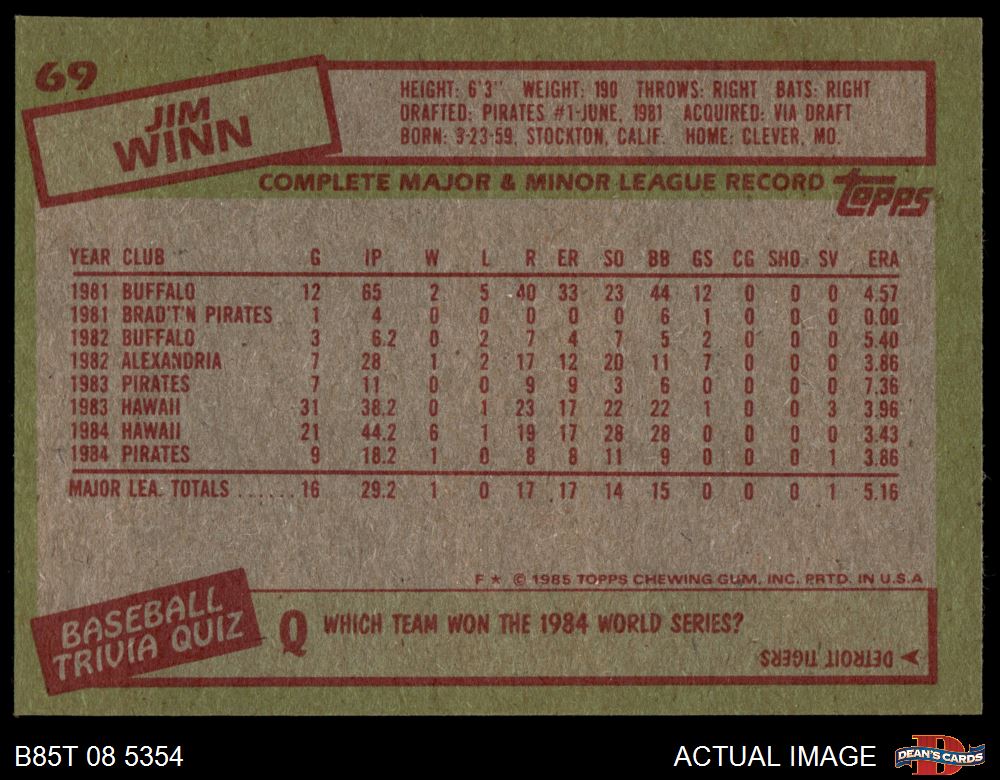 69
JIM
WINN
HEIGHT: 6'3" WEIGHT: 190 THROWS: RIGHT BATS: RIGHT
DRAFTED: PIRATES #1-JUNE, 1981 ACQUIRED: VIA DRAFT
BORN: 9-23-59, STOCKTON, CALIF. HOME: CLEVER, MO.
COMPLETE MAJOR & MINOR LEAGUE RECORD
Topps
YEAR CLUB G IP W L R ER SO BB GS CG SHO SV ERA
1981 BUFFALO 12 65 2 5 40 33 23 44 12 0 0 0 4.57
1981 BRAD'T'N PIRATES 1 4 0 0 0 0 0 6 1 0 0 0 0.00
1982 BUFFALO 3 6.2 0 2 7 4 7 5 2 0 0 0 5.40
1982 ALEXANDRIA 7 28 1 2 17 12 20 11 7 0 0 0 3.86
1983 PIRATES 7 11 0 0 9 9 3 6 0 0 0 0 7.36
1983 HAWAII 31 38.2 0 1 23 17 22 22 1 0 0 3 3.96
1984 HAWAII 21 44.2 6 1 19 17 28 28 0 0 0 0 3.43
1984 PIRATES 9 18.2 1 0 8 8 11 9 0 0 0 1 3.86
MAJOR LEA. TOTALS ...... 16 29.2 1 0 17 17 14 15 0 0 0 1 5.16
F ★ © 1985 TOPPS CHEWING GUM, INC. PRTD. IN U.S.A
BASEBALL
TRIVIA QUIZ
Q WHICH TEAM WON THE 1984 WORLD SERIES?
DETROIT TIGERS
B85T 08 5354
ACTUAL IMAGE
D
DEAN'S CARDS